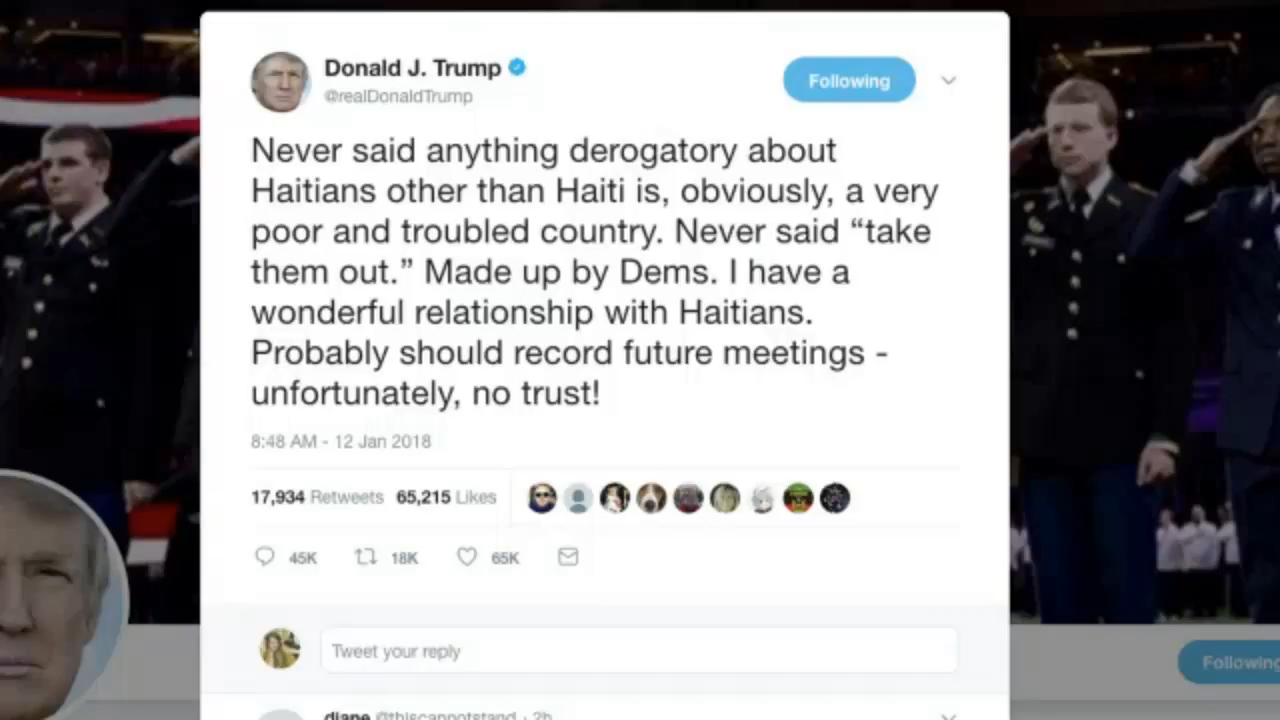 Donald J. Trump
Following
@realDonaldTrump
Never said anything derogatory about
Haitians other than Haiti is, obviously, a very
poor and troubled country. Never said “take
them out.” Made up by Dems. I have a
wonderful relationship with Haitians.
Probably should record future meetings -
unfortunately, no trust!
8:48 AM - 12 Jan 2018
17,934 Retweets 65,215 Likes
45K 18K 65K
Tweet your reply
Following
diane @thiscannotstand · 2h